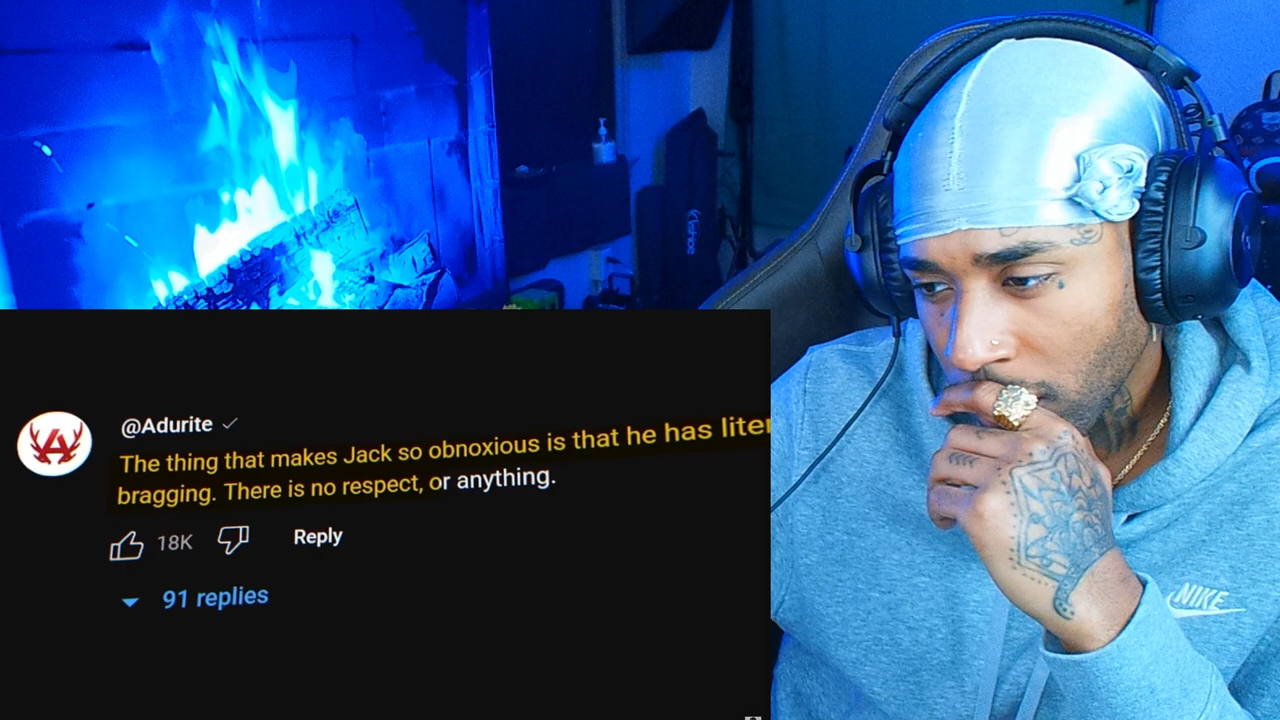 @Adurite
The thing that makes Jack so obnoxious is that he has liter
bragging. There is no respect, or anything.
18K
Reply
91 replies
NIKE